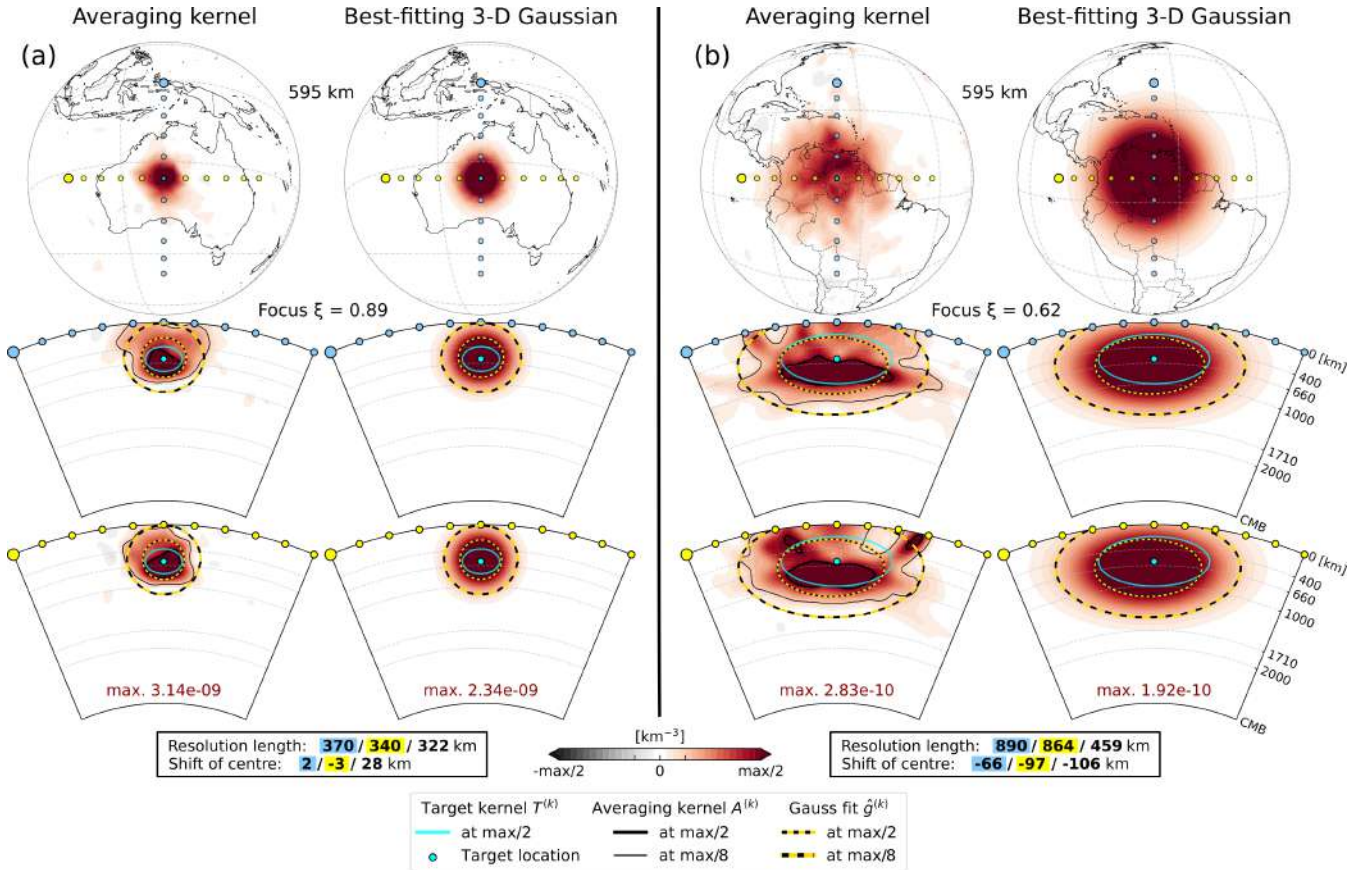 Averaging kernel
Best-fitting 3-D Gaussian
Averaging kernel
Best-fitting 3-D Gaussian
(a)
(b)
595 km
595 km
Focus ξ = 0.89
Focus ξ = 0.62
0 [km]
400
660
1000
1710
2000
CMB
0 [km]
400
660
1000
1710
2000
CMB
max. 3.14e-09
max. 2.34e-09
max. 2.83e-10
max. 1.92e-10
Resolution length: 370 / 340 / 322 km
Shift of centre: 2 / -3 / 28 km
[km⁻³]
-max/2 0 max/2
Resolution length: 890 / 864 / 459 km
Shift of centre: -66 / -97 / -106 km
Target kernel T⁽ᵏ⁾
at max/2
Target location
Averaging kernel A⁽ᵏ⁾
at max/2
at max/8
Gauss fit ĝ⁽ᵏ⁾
at max/2
at max/8